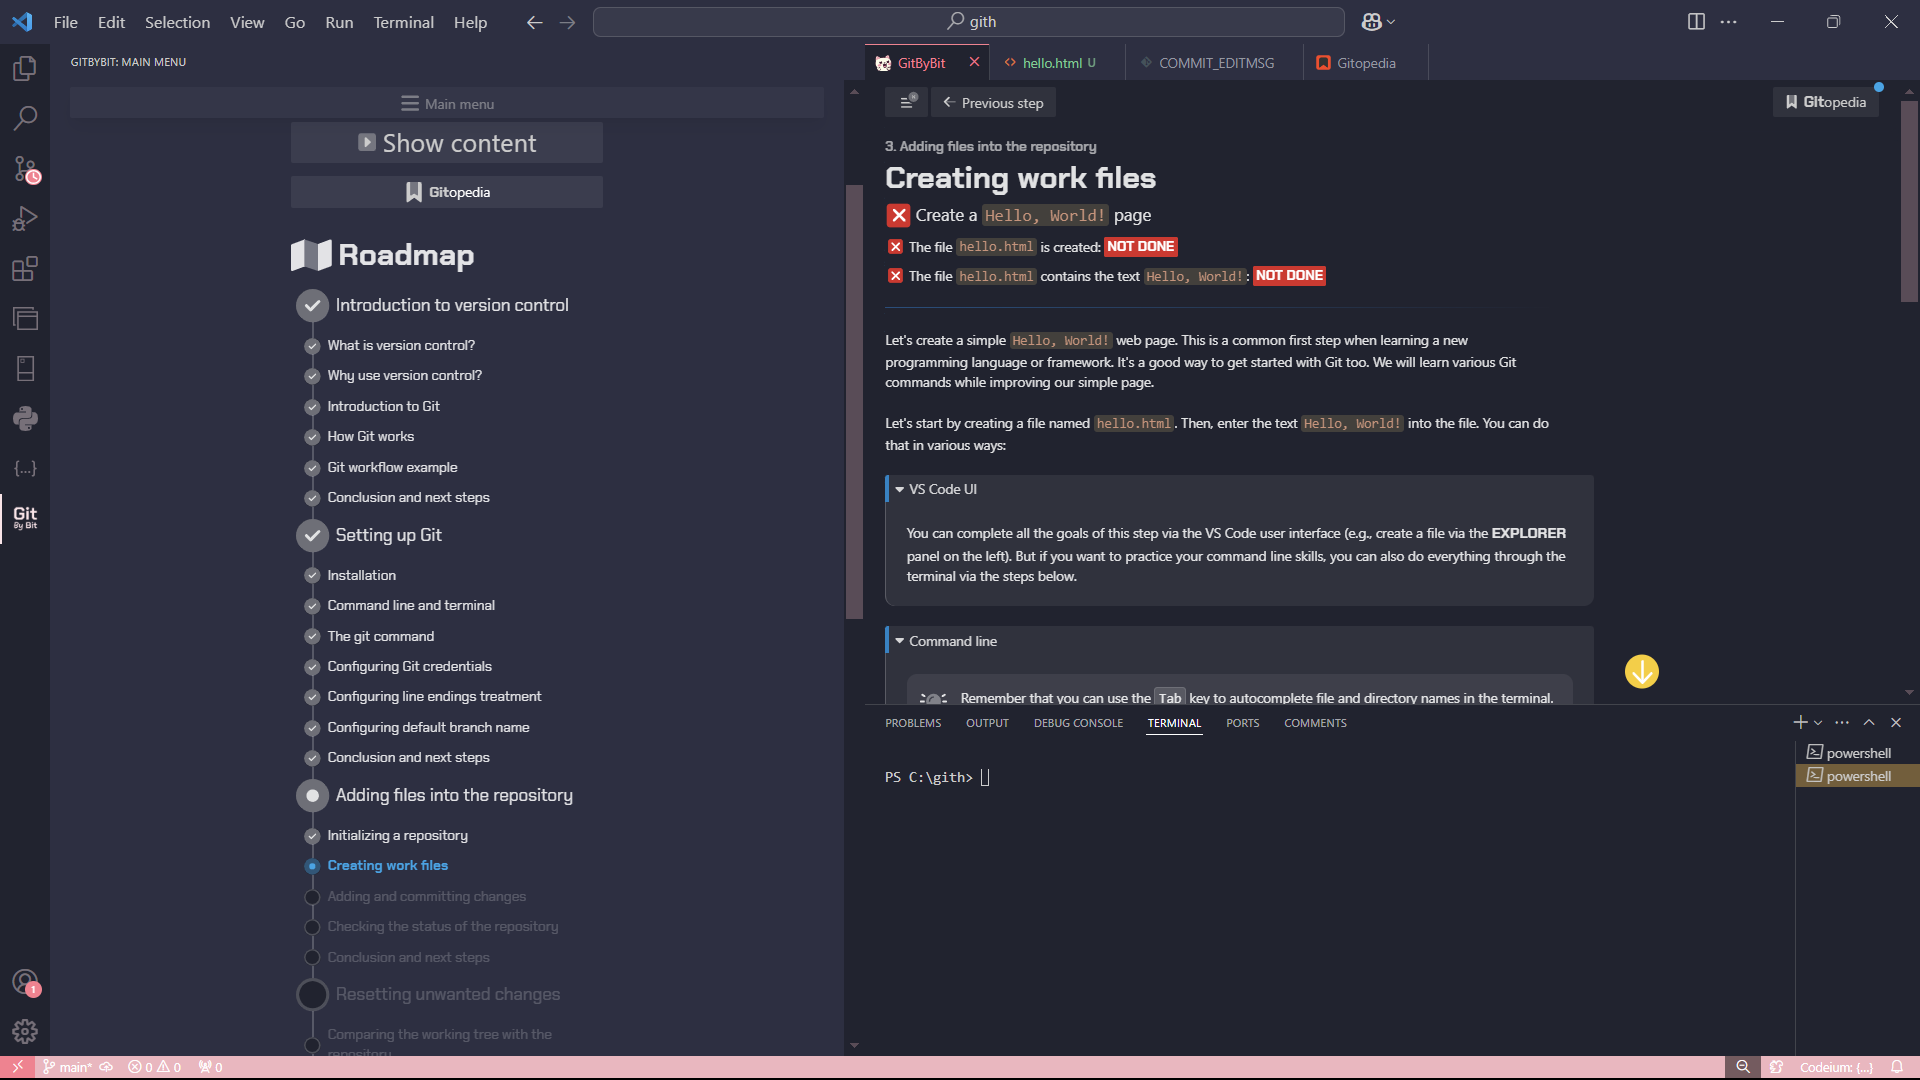 File Edit Selection View Go Run Terminal Help
gith
GITBYBIT: MAIN MENU
Main menu
Show content
Gitopedia
Roadmap
Introduction to version control
What is version control?
Why use version control?
Introduction to Git
How Git works
Git workflow example
Conclusion and next steps
Setting up Git
Installation
Command line and terminal
The git command
Configuring Git credentials
Configuring line endings treatment
Configuring default branch name
Conclusion and next steps
Adding files into the repository
Initializing a repository
Creating work files
Adding and committing changes
Checking the status of the repository
Conclusion and next steps
Resetting unwanted changes
Comparing the working tree with the
repository
Git
By Bit
1
GitByBit
hello.html U
COMMIT_EDITMSG
Gitopedia
Previous step
Gitopedia
3. Adding files into the repository
Creating work files
Create a Hello, World! page
The file hello.html is created: NOT DONE
The file hello.html contains the text Hello, World!: NOT DONE
Let's create a simple Hello, World! web page. This is a common first step when learning a new
programming language or framework. It's a good way to get started with Git too. We will learn various Git
commands while improving our simple page.
Let's start by creating a file named hello.html. Then, enter the text Hello, World! into the file. You can do
that in various ways:
VS Code UI
You can complete all the goals of this step via the VS Code user interface (e.g., create a file via the EXPLORER
panel on the left). But if you want to practice your command line skills, you can also do everything through the
terminal via the steps below.
Command line
Remember that you can use the Tab key to autocomplete file and directory names in the terminal.
PROBLEMS OUTPUT DEBUG CONSOLE TERMINAL PORTS COMMENTS
PS C:\gith>
powershell
powershell
main* 0 0 0
Codeium: {...}